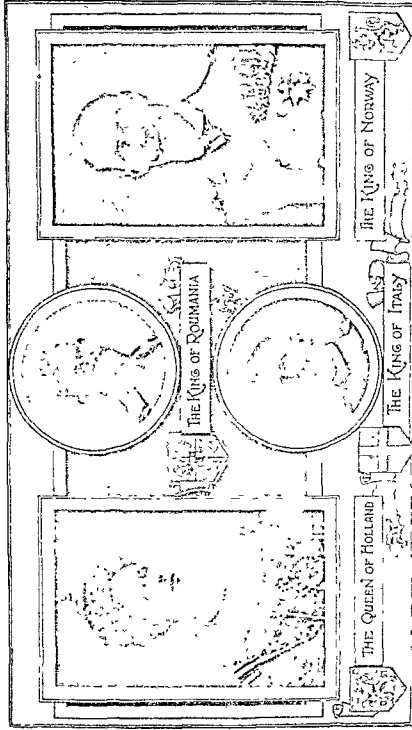 THE KING OF ROUMANIA
THE QUEEN OF HOLLAND
THE KING OF ITALY
THE KING OF NORWAY